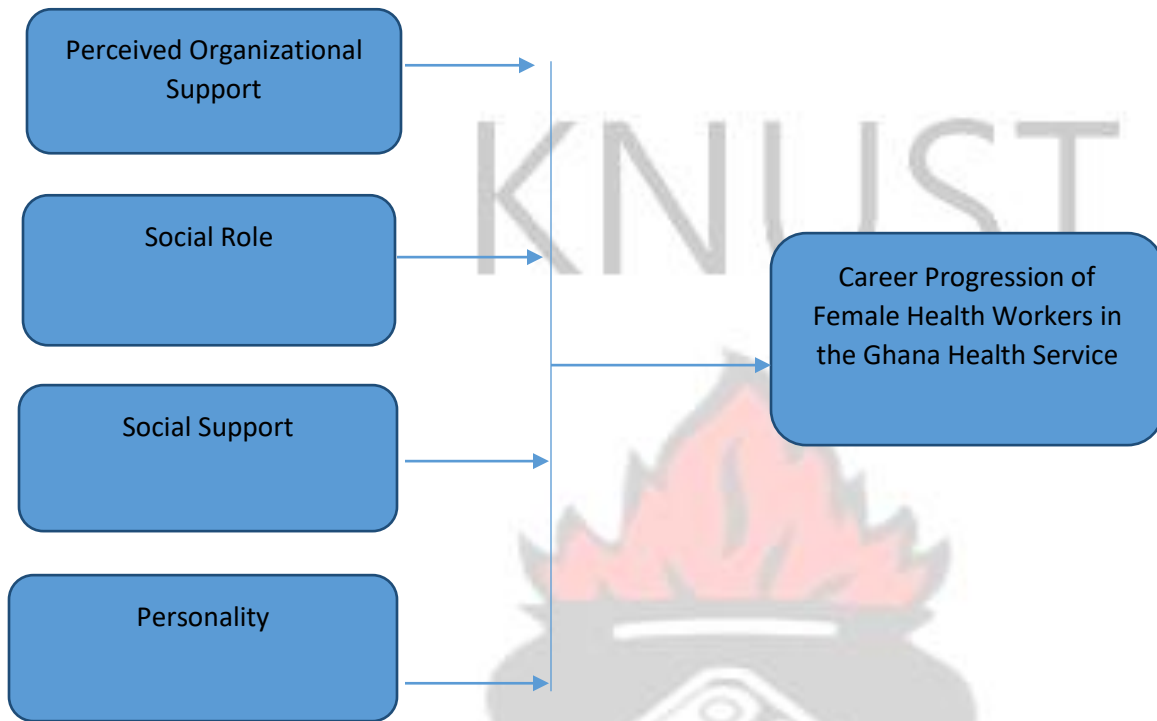 Perceived Organizational
Support
KNUST
Social Role
Career Progression of
Female Health Workers in
the Ghana Health Service
Social Support
Personality